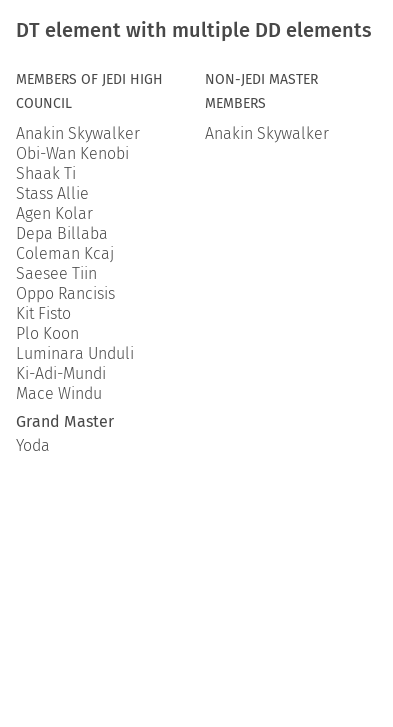 DT element with multiple DD elements
MEMBERS OF JEDI HIGH
COUNCIL
Anakin Skywalker
Obi-Wan Kenobi
Shaak Ti
Stass Allie
Agen Kolar
Depa Billaba
Coleman Kcaj
Saesee Tiin
Oppo Rancisis
Kit Fisto
Plo Koon
Luminara Unduli
Ki-Adi-Mundi
Mace Windu
Grand Master
Yoda
NON-JEDI MASTER
MEMBERS
Anakin Skywalker